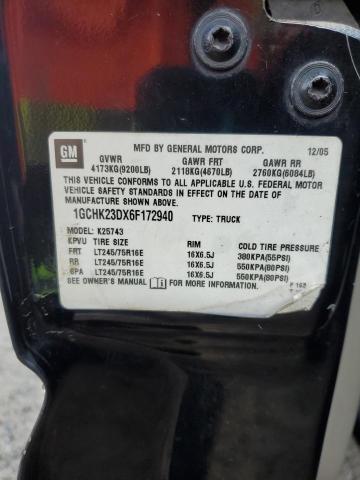 GM
MFD BY GENERAL MOTORS CORP. 12/05
GVWR GAWR FRT GAWR RR
4173KG(9200LB) 2118KG(4670LB) 2760KG(6084LB)
THIS VEHICLE CONFORMS TO ALL APPLICABLE U.S. FEDERAL MOTOR
VEHICLE SAFETY STANDARDS IN EFFECT ON THE DATE OF
MANUFACTURE SHOWN ABOVE.
1GCHK23DX6F172940 TYPE: TRUCK
MODEL: K25743
KPVU TIRE SIZE RIM COLD TIRE PRESSURE
FRT LT245/75R16E 16X6.5J 380KPA(55PSI)
RR LT245/75R16E 16X6.5J 550KPA(80PSI)
SPA LT245/75R16E 16X6.5J 550KPA(80PSI)
SEE OWNER'S MANUAL FOR MORE INFORMATION.